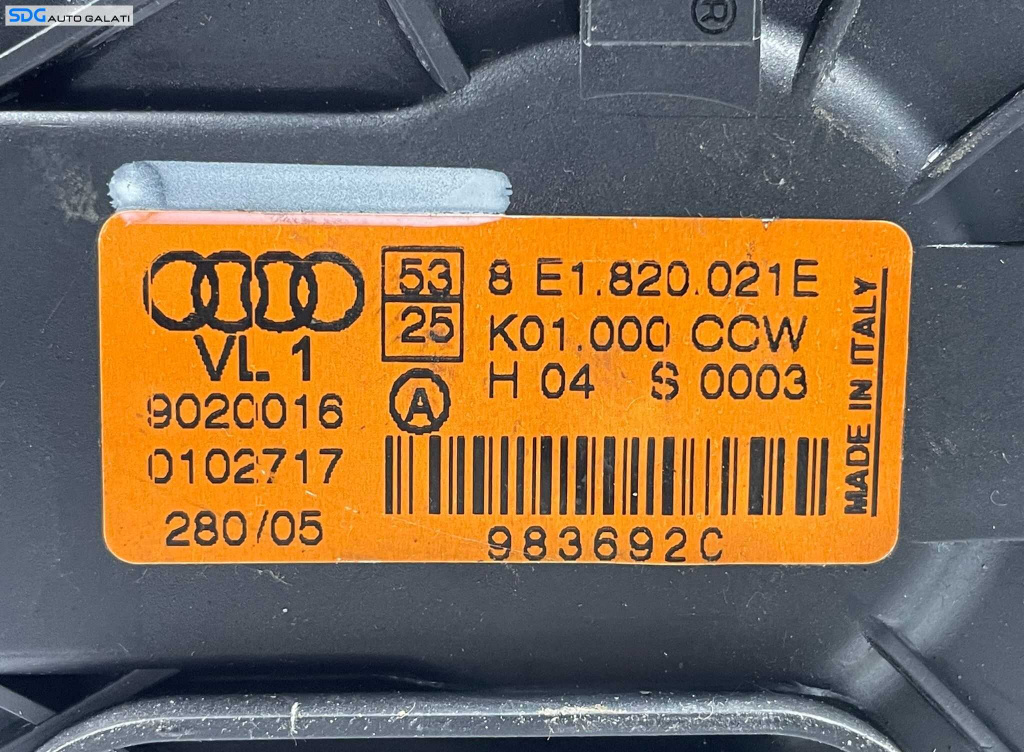 SDG AUTO GALATI
®
53 8 E1.820.021E
25 K01.000 CCW
VL 1
A H 04 S 0003
9020016
0102717
280/05
983692C
MADE IN ITALY